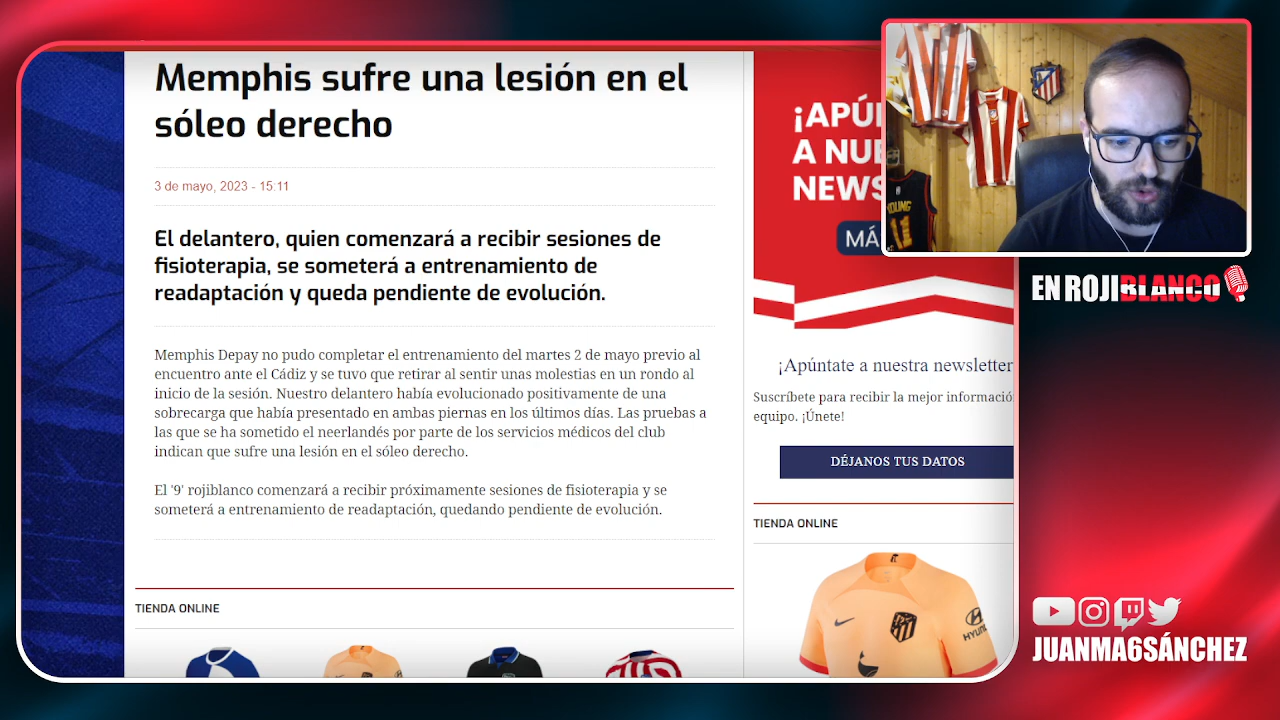 Memphis sufre una lesión en el
sóleo derecho
3 de mayo, 2023 - 15:11
El delantero, quien comenzará a recibir sesiones de
fisioterapia, se someterá a entrenamiento de
readaptación y queda pendiente de evolución.
Memphis Depay no pudo completar el entrenamiento del martes 2 de mayo previo al
encuentro ante el Cádiz y se tuvo que retirar al sentir unas molestias en un rondo al
inicio de la sesión. Nuestro delantero había evolucionado positivamente de una
sobrecarga que había presentado en ambas piernas en los últimos días. Las pruebas a
las que se ha sometido el neerlandés por parte de los servicios médicos del club
indican que sufre una lesión en el sóleo derecho.
El '9' rojiblanco comenzará a recibir próximamente sesiones de fisioterapia y se
someterá a entrenamiento de readaptación, quedando pendiente de evolución.
TIENDA ONLINE
¡APÚ
A NUE
NEWS
MÁ
¡Apúntate a nuestra newsletter
Suscríbete para recibir la mejor informació
equipo. ¡Únete!
DÉJANOS TUS DATOS
TIENDA ONLINE
HYUN
YOUNG
11
EN ROJIBLANCO
JUANMA6SÁNCHEZ